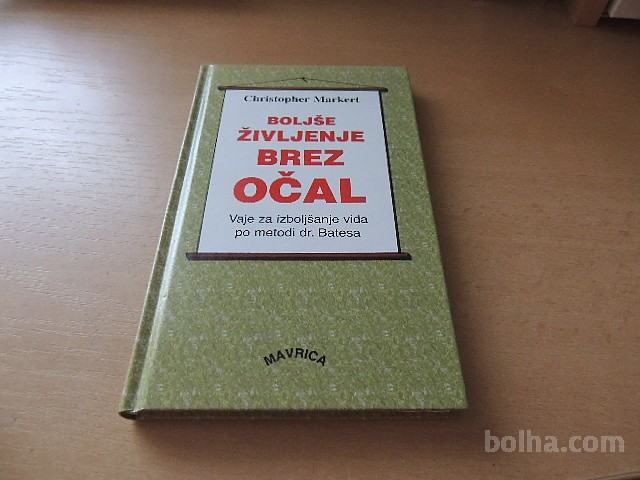 Christopher Markert
BOLJŠE
ŽIVLJENJE
BREZ
OČAL
Vaje za izboljšanje vida
po metodi dr. Batesa
MAVRICA
bolha.com